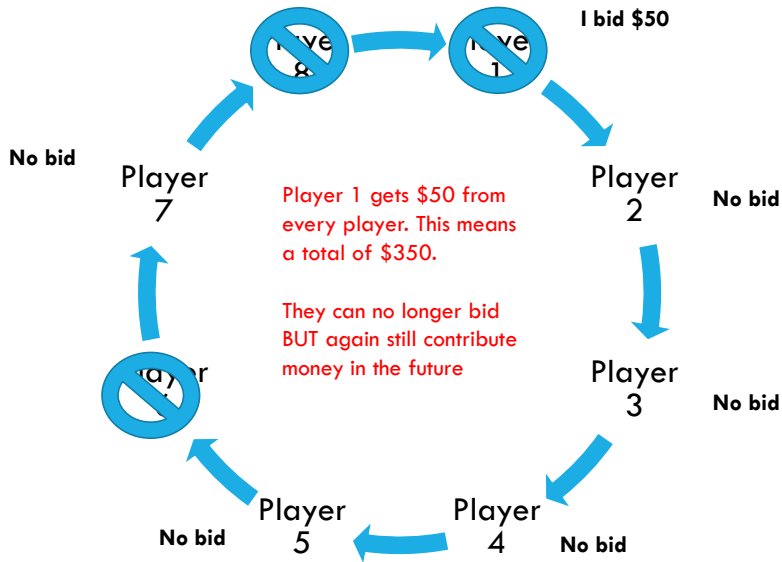 I bid $50
No bid
Player
7
Player
2
No bid
Player 1 gets $50 from
every player. This means
a total of $350.
They can no longer bid
BUT again still contribute
money in the future
Player
3
No bid
Player
5
No bid
Player
4
No bid